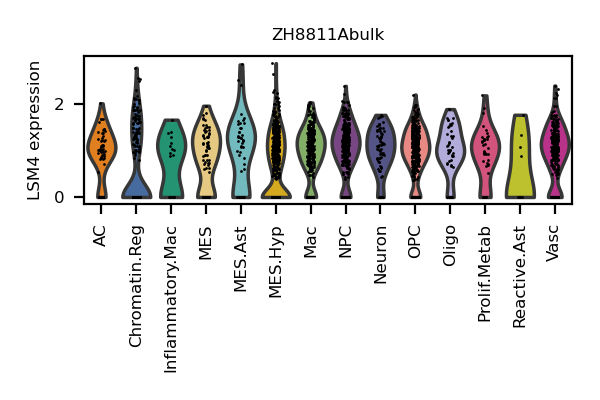 ZH8811Abulk
LSM4 expression
2
0
AC
Chromatin.Reg
Inflammatory.Mac
MES
MES.Ast
MES.Hyp
Mac
NPC
Neuron
OPC
Oligo
Prolif.Metab
Reactive.Ast
Vasc